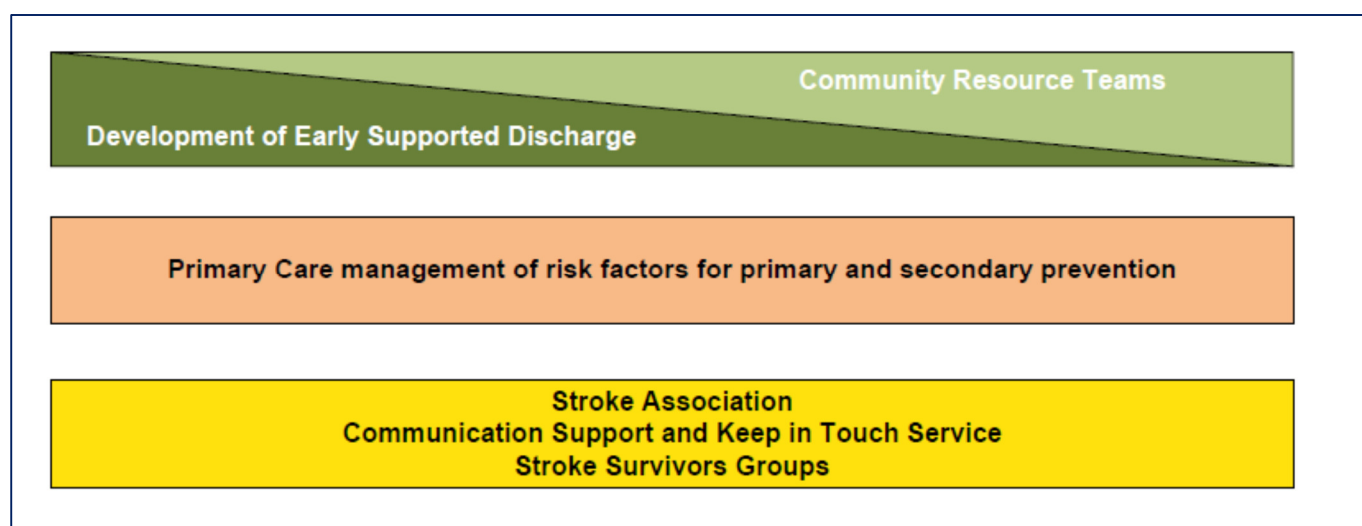 Community Resource Teams
Development of Early Supported Discharge
Primary Care management of risk factors for primary and secondary prevention
Stroke Association
Communication Support and Keep in Touch Service
Stroke Survivors Groups